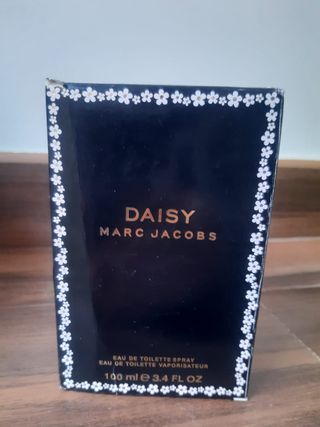 DAISY
MARC JACOBS
EAU DE TOILETTE SPRAY
EAU DE TOILETTE VAPORISATEUR
100 ml ℮ 3.4 FL OZ